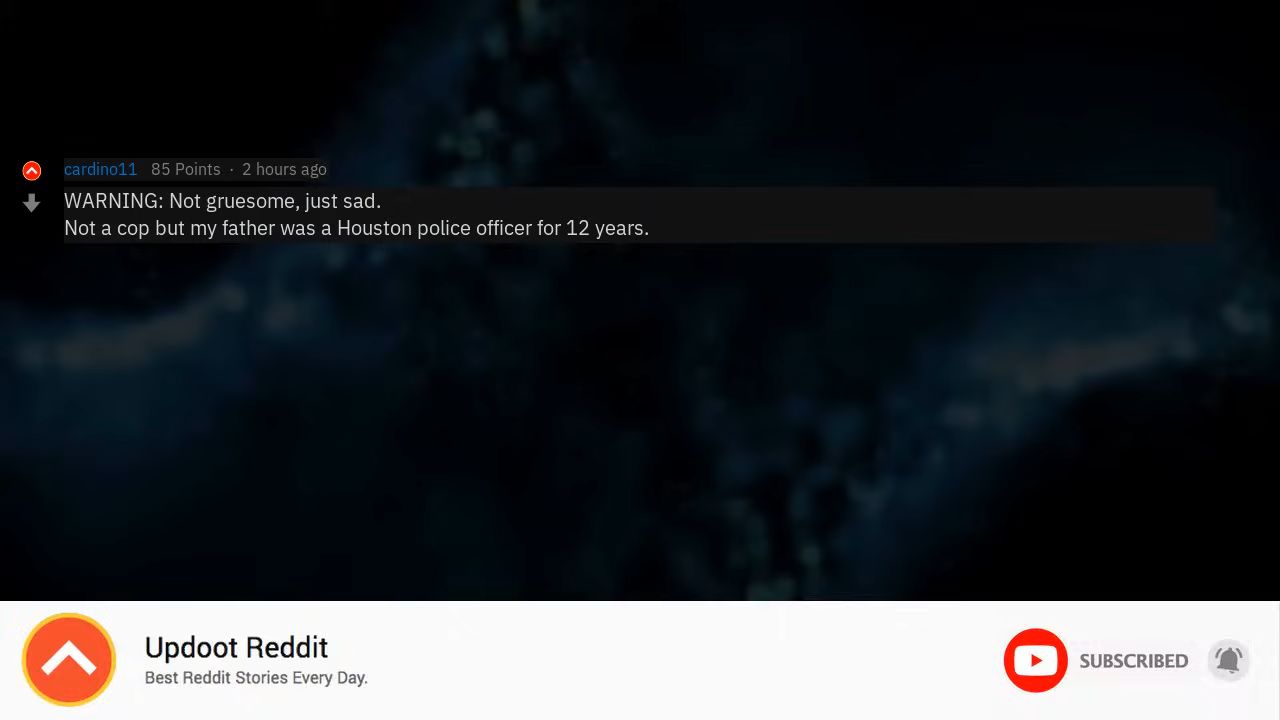 cardino11 85 Points · 2 hours ago
WARNING: Not gruesome, just sad.
Not a cop but my father was a Houston police officer for 12 years.
Updoot Reddit
Best Reddit Stories Every Day.
SUBSCRIBED